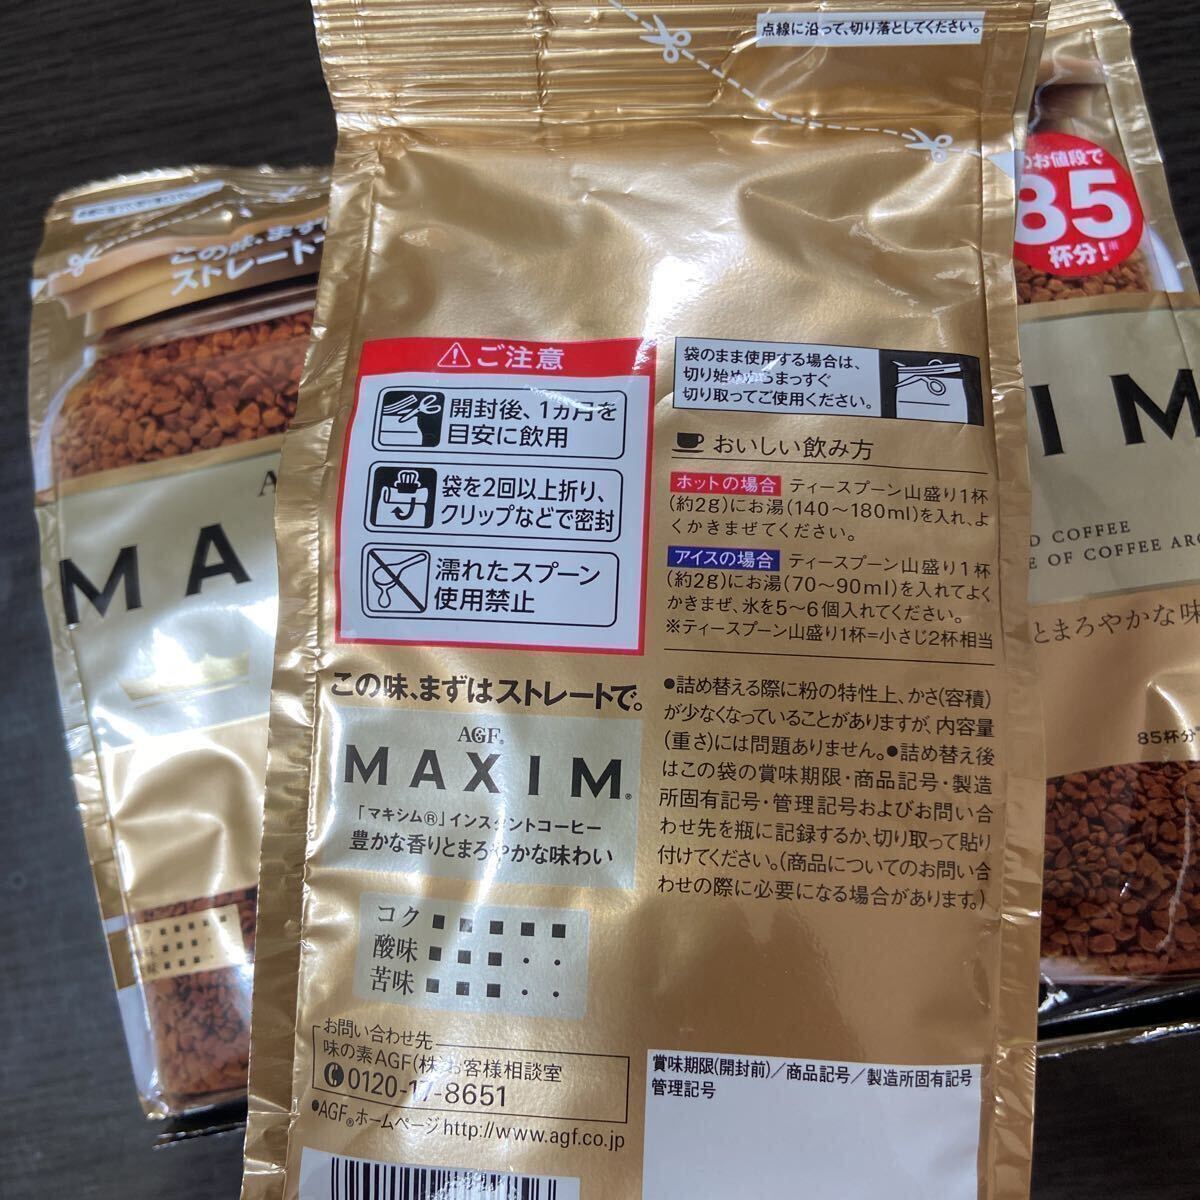 点線に沿って、切り落としてください。
⚠ご注意
開封後、1ヵ月を
目安に飲用
袋を2回以上折り、
クリップなどで密封
濡れたスプーン
使用禁止
袋のまま使用する場合は、
切り始めからまっすぐ
切り取ってご使用ください。
おいしい飲み方
ホットの場合 ティースプーン山盛り1杯
(約2g)にお湯(140～180ml)を入れ、よ
くかきまぜてください。
アイスの場合 ティースプーン山盛り1杯
(約2g)にお湯(70～90ml)を入れてよく
かきまぜ、氷を5～6個入れてください。
※ティースプーン山盛り1杯=小さじ2杯相当
●詰め替える際に粉の特性上、かさ(容積)
が少なくなっていることがありますが、内容量
(重さ)には問題ありません。●詰め替え後
はこの袋の賞味期限・商品記号・製造
所固有記号・管理記号およびお問い合
わせ先を瓶に記録するか、切り取って貼り
付けてください。(商品についてのお問い合
わせの際に必要になる場合があります。)
この味、まずはストレートで。
AGF®
MAXIM®
「マキシム®」インスタントコーヒー
豊かな香りとまろやかな味わい
コク ■ ■ ■ ■ ■
酸味 ■ ■ ■ ・ ・
苦味 ■ ■ ■ ・ ・
お問い合わせ先
味の素AGF(株)お客様相談室
0120-17-8651
●AGF®ホームページ http://www.agf.co.jp
賞味期限(開封前)／商品記号／製造所固有記号
管理記号
この味、まずは
ストレート
MA
お値段で
85
杯分!※
IM
D COFFEE
E OF COFFEE ARO
とまろやかな味
85杯分